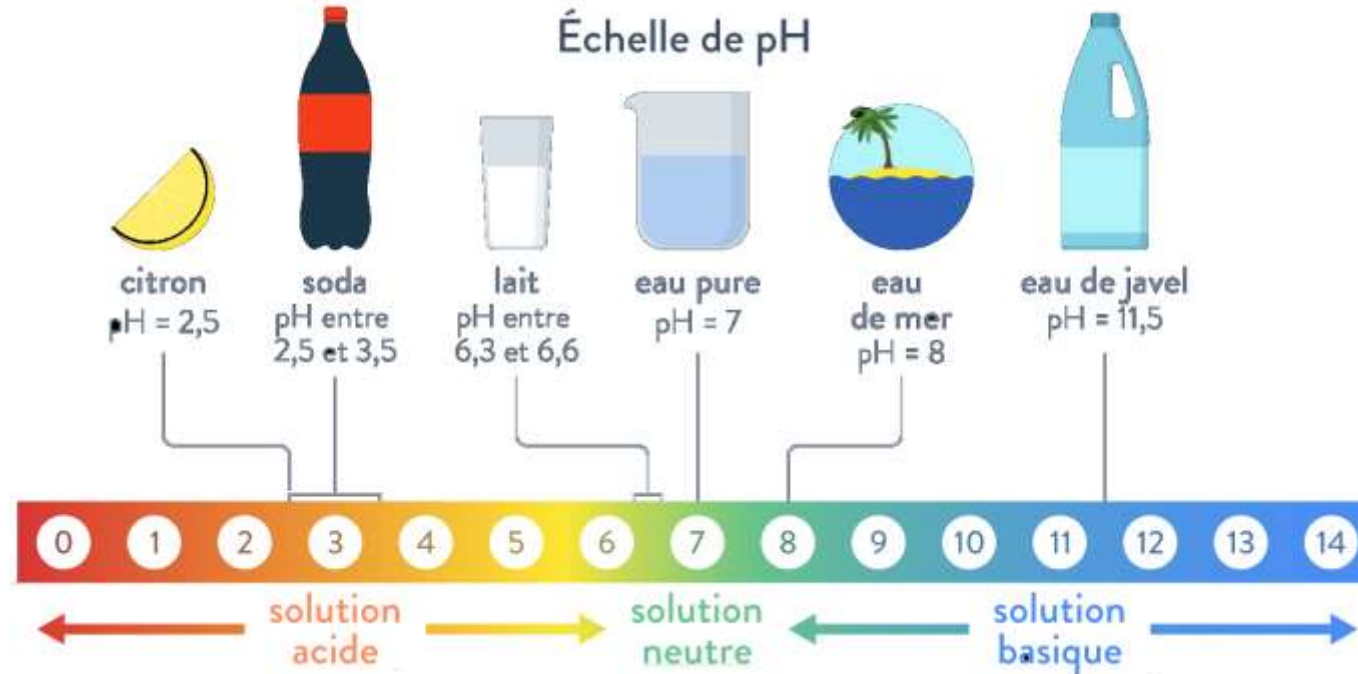 Échelle de pH
citron
pH = 2,5
soda
pH entre
2,5 et 3,5
lait
pH entre
6,3 et 6,6
eau pure
pH = 7
eau
de mer
pH = 8
eau de javel
pH = 11,5
0 1 2 3 4 5 6 7 8 9 10 11 12 13 14
solution
acide
solution
neutre
solution
basique